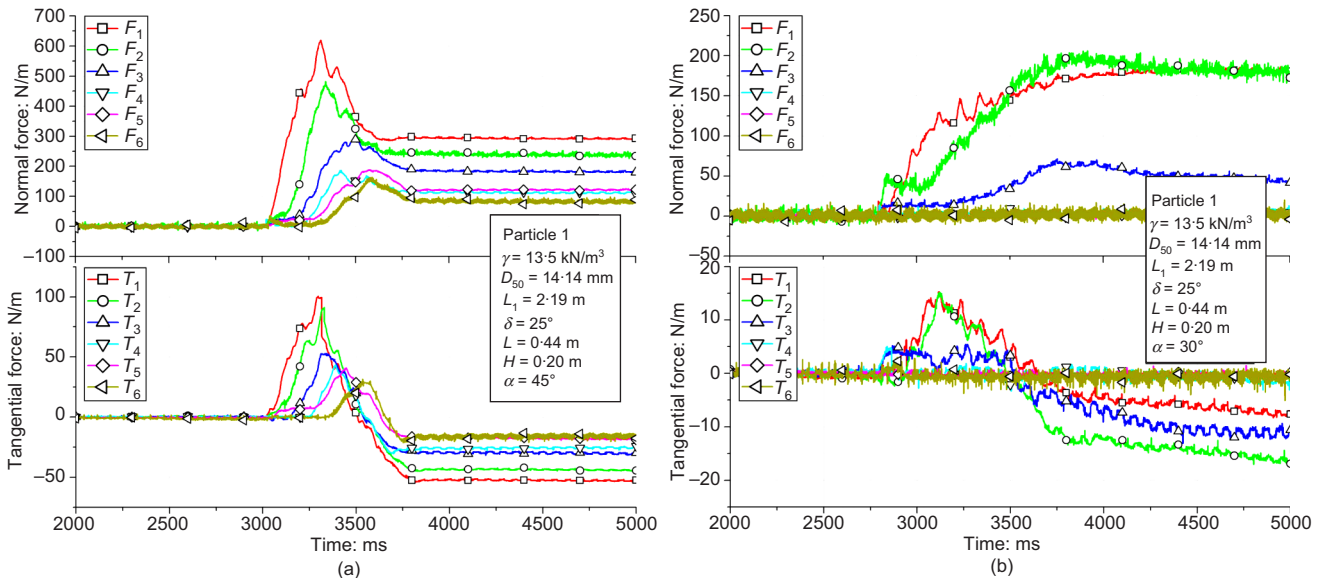 700
600
500
400
300
200
100
0
–100
Normal force: N/m
F1
F2
F3
F4
F5
F6
100
50
0
–50
Tangential force: N/m
T1
T2
T3
T4
T5
T6
Particle 1
γ = 13·5 kN/m³
D50 = 14·14 mm
L1 = 2·19 m
δ = 25°
L = 0·44 m
H = 0·20 m
α = 45°
2000 2500 3000 3500 4000 4500 5000
Time: ms
(a)
250
200
150
100
50
0
–50
Normal force: N/m
F1
F2
F3
F4
F5
F6
20
15
10
5
0
–10
–20
Tangential force: N/m
T1
T2
T3
T4
T5
T6
Particle 1
γ = 13·5 kN/m³
D50 = 14·14 mm
L1 = 2·19 m
δ = 25°
L = 0·44 m
H = 0·20 m
α = 30°
2000 2500 3000 3500 4000 4500 5000
Time: ms
(b)